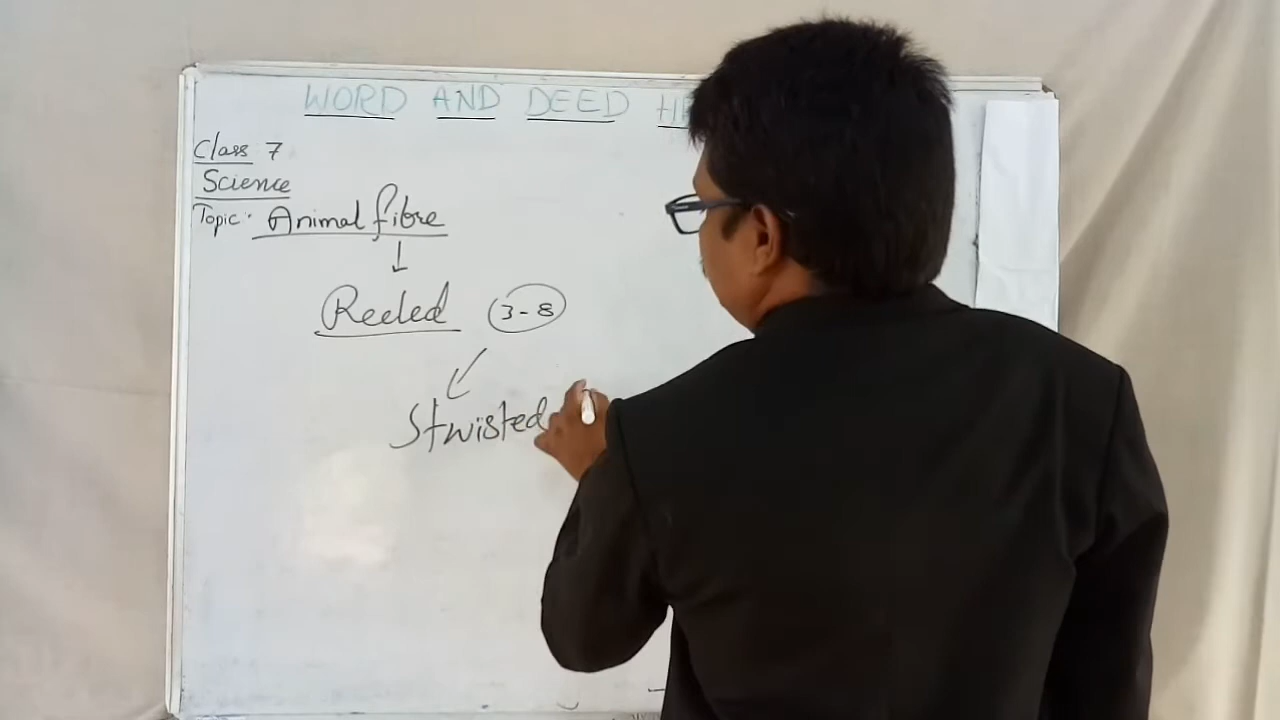 WORD AND DEED
Class 7
Science
Topic: Animal fibre
Reeled 3-8
Stwisted